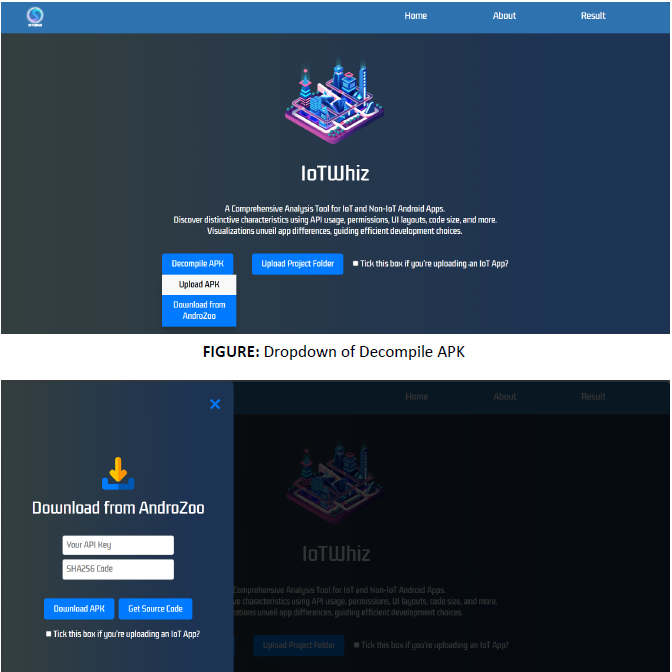 Home About Result
IoTWhiz
A Comprehensive Analysis Tool for IoT and Non-IoT Android Apps.
Discover distinctive characteristics using API usage, permissions, UI layouts, code size, and more.
Visualizations unveil app differences, guiding efficient development choices.
Decompile APK Upload Project Folder Tick this box if you're uploading an IoT App?
Upload APK
Download from
AndroZoo
FIGURE: Dropdown of Decompile APK
Home About Result
Download from AndroZoo
Your API Key
SHA256 Code
Download APK Get Source Code
Tick this box if you're uploading an IoT App?
IoTWhiz
Comprehensive Analysis Tool for IoT and Non-IoT Android Apps.
ve characteristics using API usage, permissions, UI layouts, code size, and more.
zations unveil app differences, guiding efficient development choices.
Upload Project Folder Tick this box if you're uploading an IoT App?